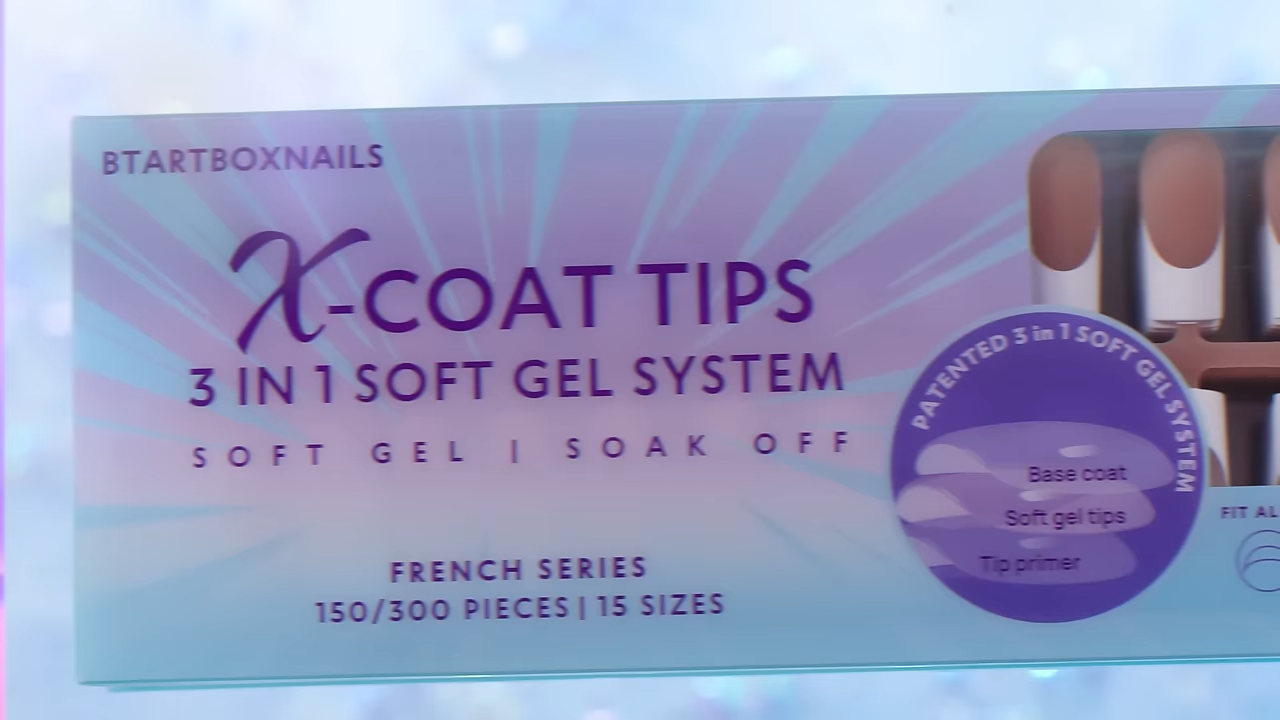 BTARTBOXNAILS
X-COAT TIPS
3 IN 1 SOFT GEL SYSTEM
SOFT GEL | SOAK OFF
FRENCH SERIES
150/300 PIECES | 15 SIZES
PATENTED 3 in 1 SOFT GEL SYSTEM
Base coat
Soft gel tips
Tip primer
FIT